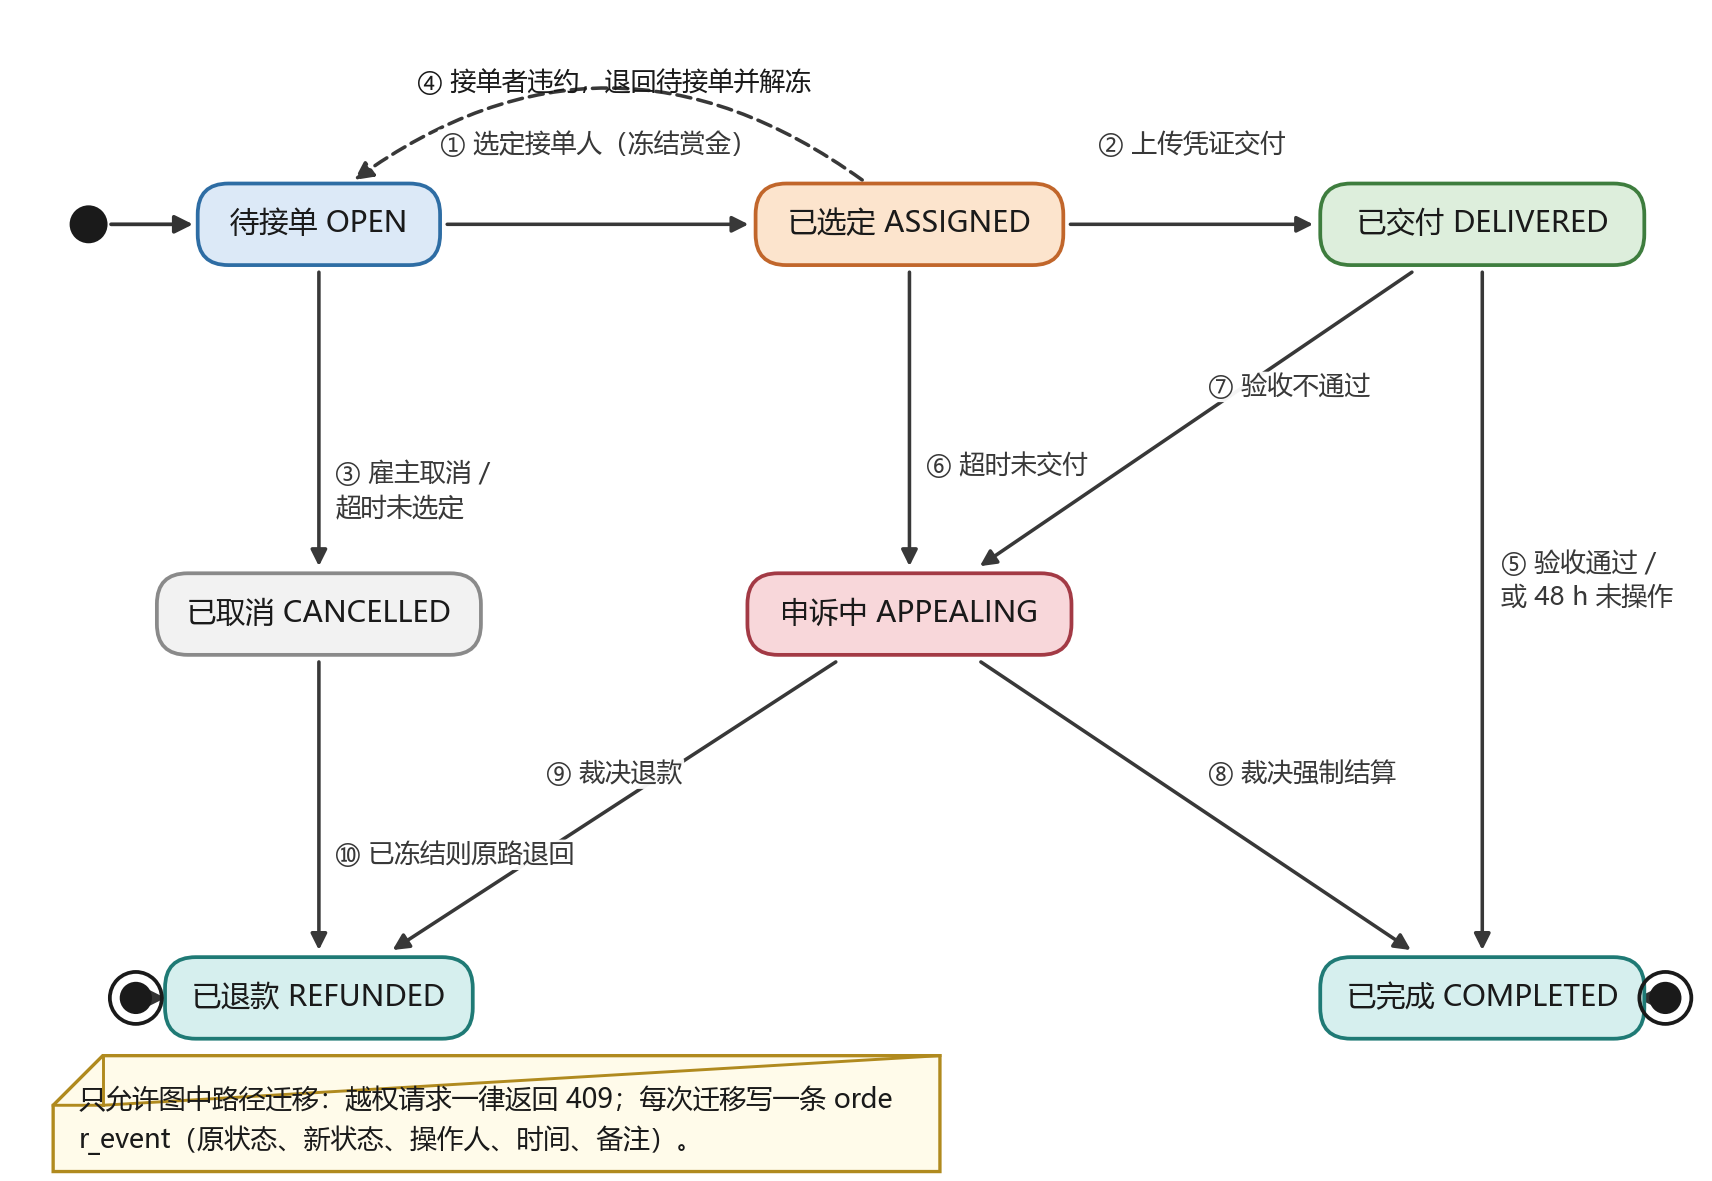 ④ 接单者违约，退回待接单并解冻
① 选定接单人（冻结赏金）
② 上传凭证交付
待接单 OPEN
已选定 ASSIGNED
已交付 DELIVERED
⑦ 验收不通过
⑥ 超时未交付
③ 雇主取消 /
超时未选定
⑤ 验收通过 /
或 48 h 未操作
已取消 CANCELLED
申诉中 APPEALING
⑨ 裁决退款
⑧ 裁决强制结算
⑩ 已冻结则原路退回
已退款 REFUNDED
已完成 COMPLETED
只允许图中路径迁移：越权请求一律返回 409；每次迁移写一条 orde
r_event（原状态、新状态、操作人、时间、备注）。